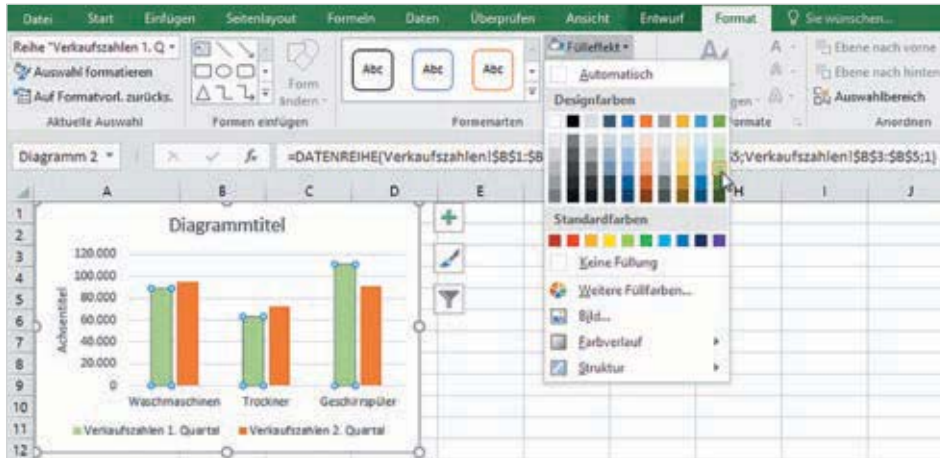 Datei Start Einfügen Seitenlayout Formeln Daten Überprüfen Ansicht Entwurf Format Sie wünschen...
Reihe "Verkaufszahlen 1. Q
Auswahl formatieren
Auf Formatvorl. zurücks.
Aktuelle Auswahl
Form
ändern
Formen einfügen
Abc Abc Abc
Formenarten
Fülleffekt
Ebene nach vorne
Ebene nach hinten
Auswahlbereich
Anordnen
Diagramm 2
fx
=DATENREIHE(Verkaufszahlen!$B$1:$B
$5;Verkaufszahlen!$B$3:$B$5;1)
Automatisch
Designfarben
Standardfarben
Keine Füllung
Weitere Füllfarben...
Bild...
Farbverlauf
Struktur
A B C D E H I J
1
2
3
4
5
6
7
8
9
10
11
12
Diagrammtitel
Achsentitel
120.000
100.000
80.000
60.000
40.000
20.000
0
Waschmaschinen Trockner Geschirrspüler
Verkaufszahlen 1. Quartal Verkaufszahlen 2. Quartal